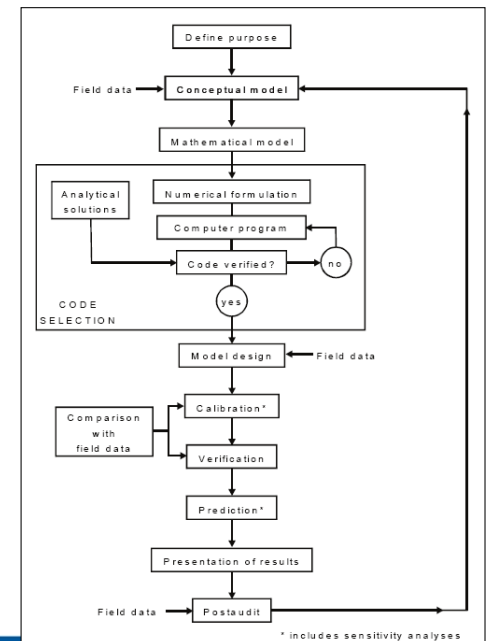 Define purpose
Field data
Conceptual model
Mathematical model
Analytical
solutions
Numerical formulation
Computer program
Code verified?
no
yes
CODE
SELECTION
Model design
Field data
Calibration*
Comparison
with
field data
Verification
Prediction*
Presentation of results
Field data
Postaudit
* includes sensitivity analyses